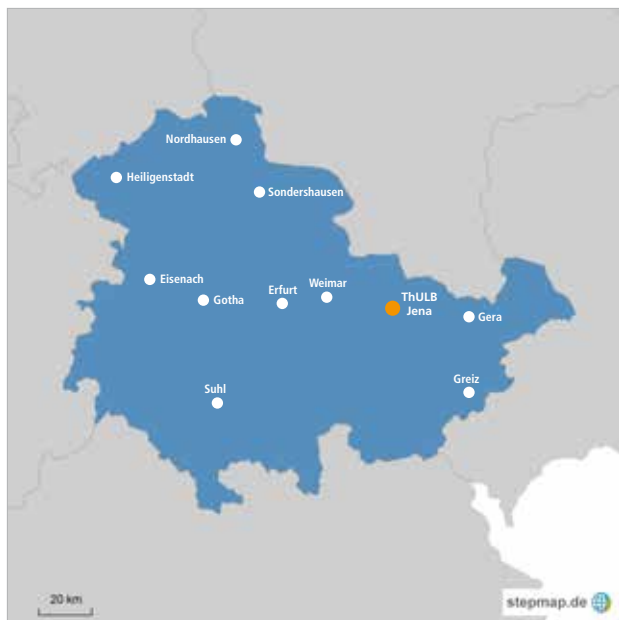 Nordhausen
Heiligenstadt
Sondershausen
Eisenach
Gotha
Erfurt
Weimar
ThULB
Jena
Gera
Suhl
Greiz
20 km
stepmap.de